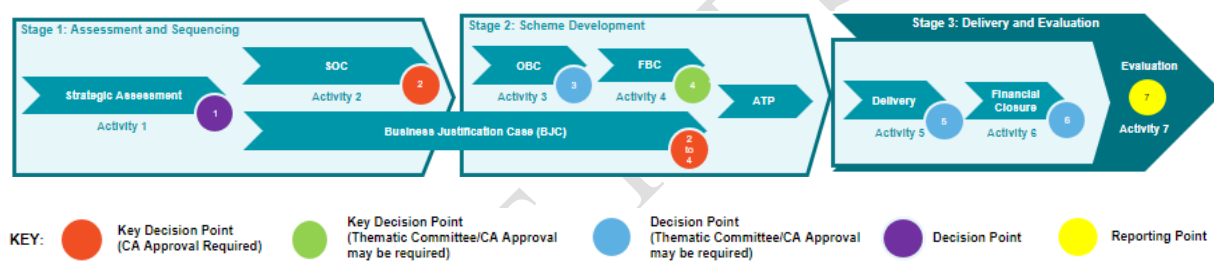 Stage 1: Assessment and Sequencing
Stage 2: Scheme Development
Stage 3: Delivery and Evaluation
Strategic Assessment
1
Activity 1
SOC
2
Activity 2
Business Justification Case (BJC)
2
to
4
OBC
3
Activity 3
FBC
4
Activity 4
ATP
Delivery
5
Activity 5
Financial
Closure
6
Activity 6
Evaluation
7
Activity 7
KEY:
Key Decision Point
(CA Approval Required)
Key Decision Point
(Thematic Committee/CA Approval
may be required)
Decision Point
(Thematic Committee/CA Approval
may be required)
Decision Point
Reporting Point